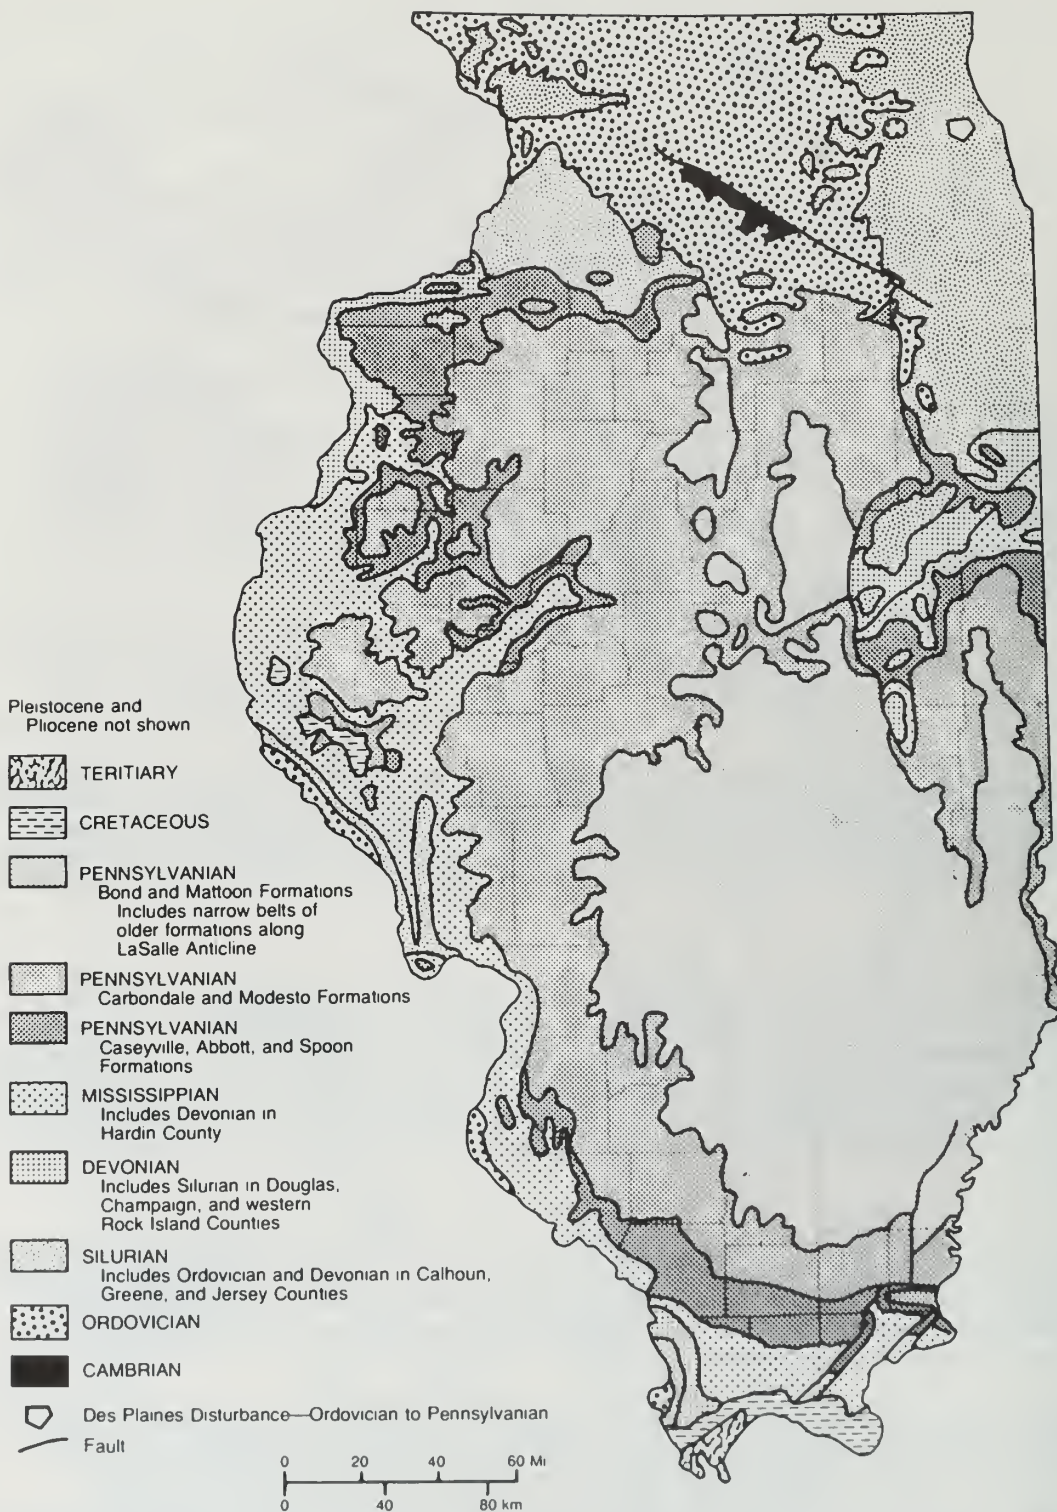 Pleistocene and
Pliocene not shown
TERITIARY
CRETACEOUS
PENNSYLVANIAN
Bond and Mattoon Formations
Includes narrow belts of
older formations along
LaSalle Anticline
PENNSYLVANIAN
Carbondale and Modesto Formations
PENNSYLVANIAN
Caseyville, Abbott, and Spoon
Formations
MISSISSIPPIAN
Includes Devonian in
Hardin County
DEVONIAN
Includes Silurian in Douglas,
Champaign, and western
Rock Island Counties
SILURIAN
Includes Ordovician and Devonian in Calhoun,
Greene, and Jersey Counties
ORDOVICIAN
CAMBRIAN
Des Plaines Disturbance—Ordovician to Pennsylvanian
Fault
0 20 40 60 Mi
0 40 80 km